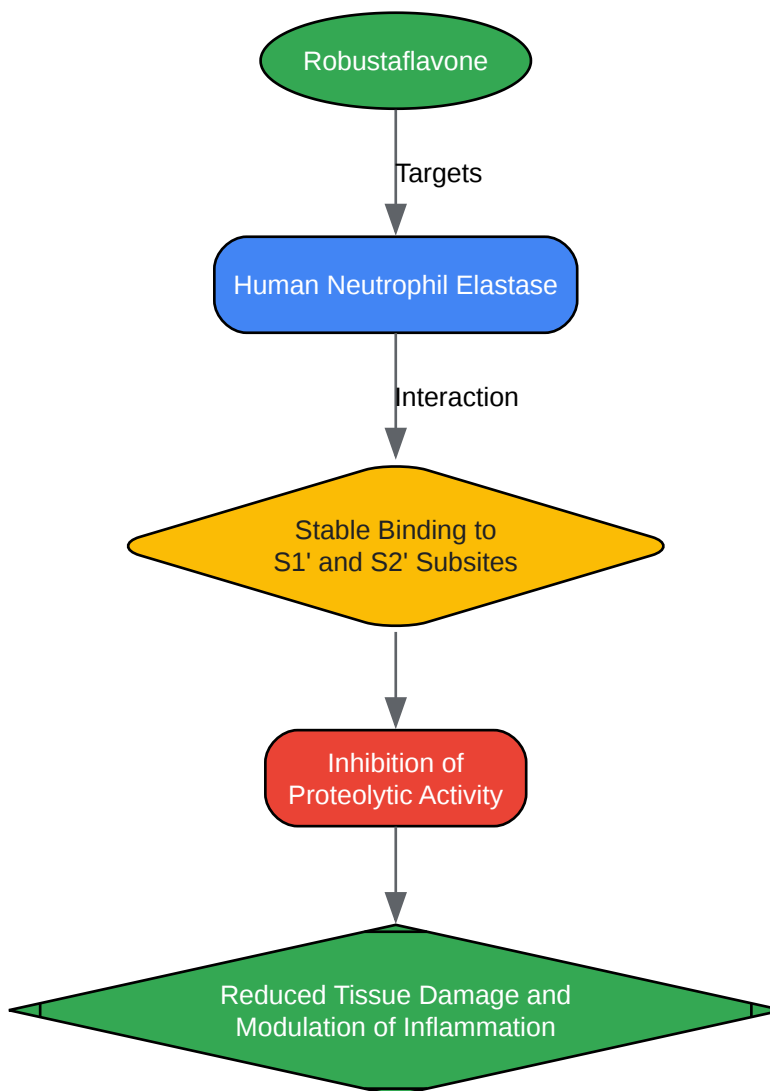 Robustaflavone
Targets
Human Neutrophil Elastase
Interaction
Stable Binding to
S1' and S2' Subsites
Inhibition of
Proteolytic Activity
Reduced Tissue Damage and
Modulation of Inflammation